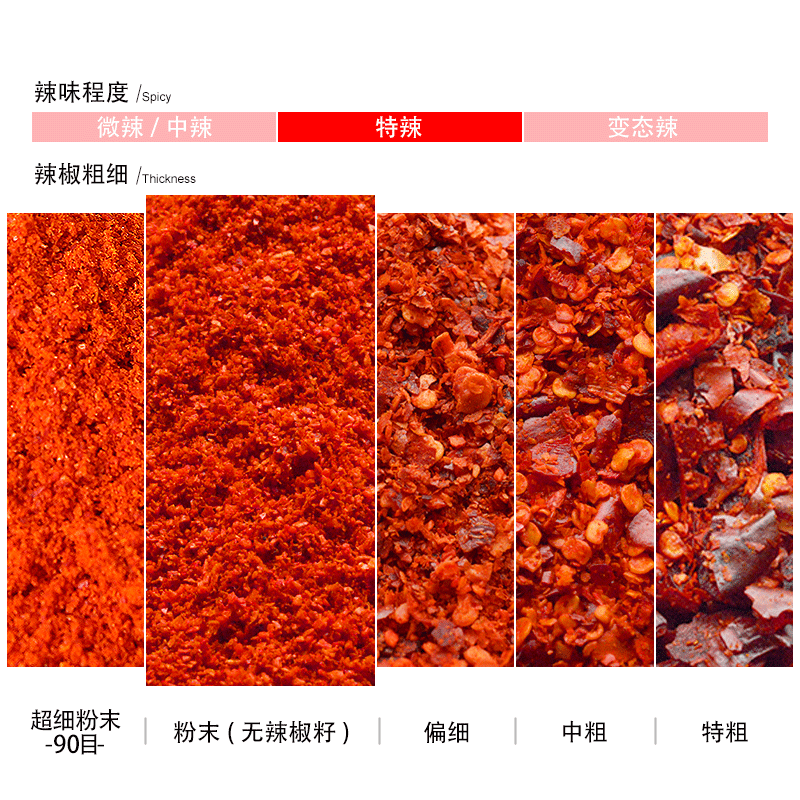 辣味程度 /Spicy
微辣 / 中辣 特辣 变态辣
辣椒粗细 /Thickness
超细粉末 | 粉末 ( 无辣椒籽 ) | 偏细 | 中粗 | 特粗
-90目-